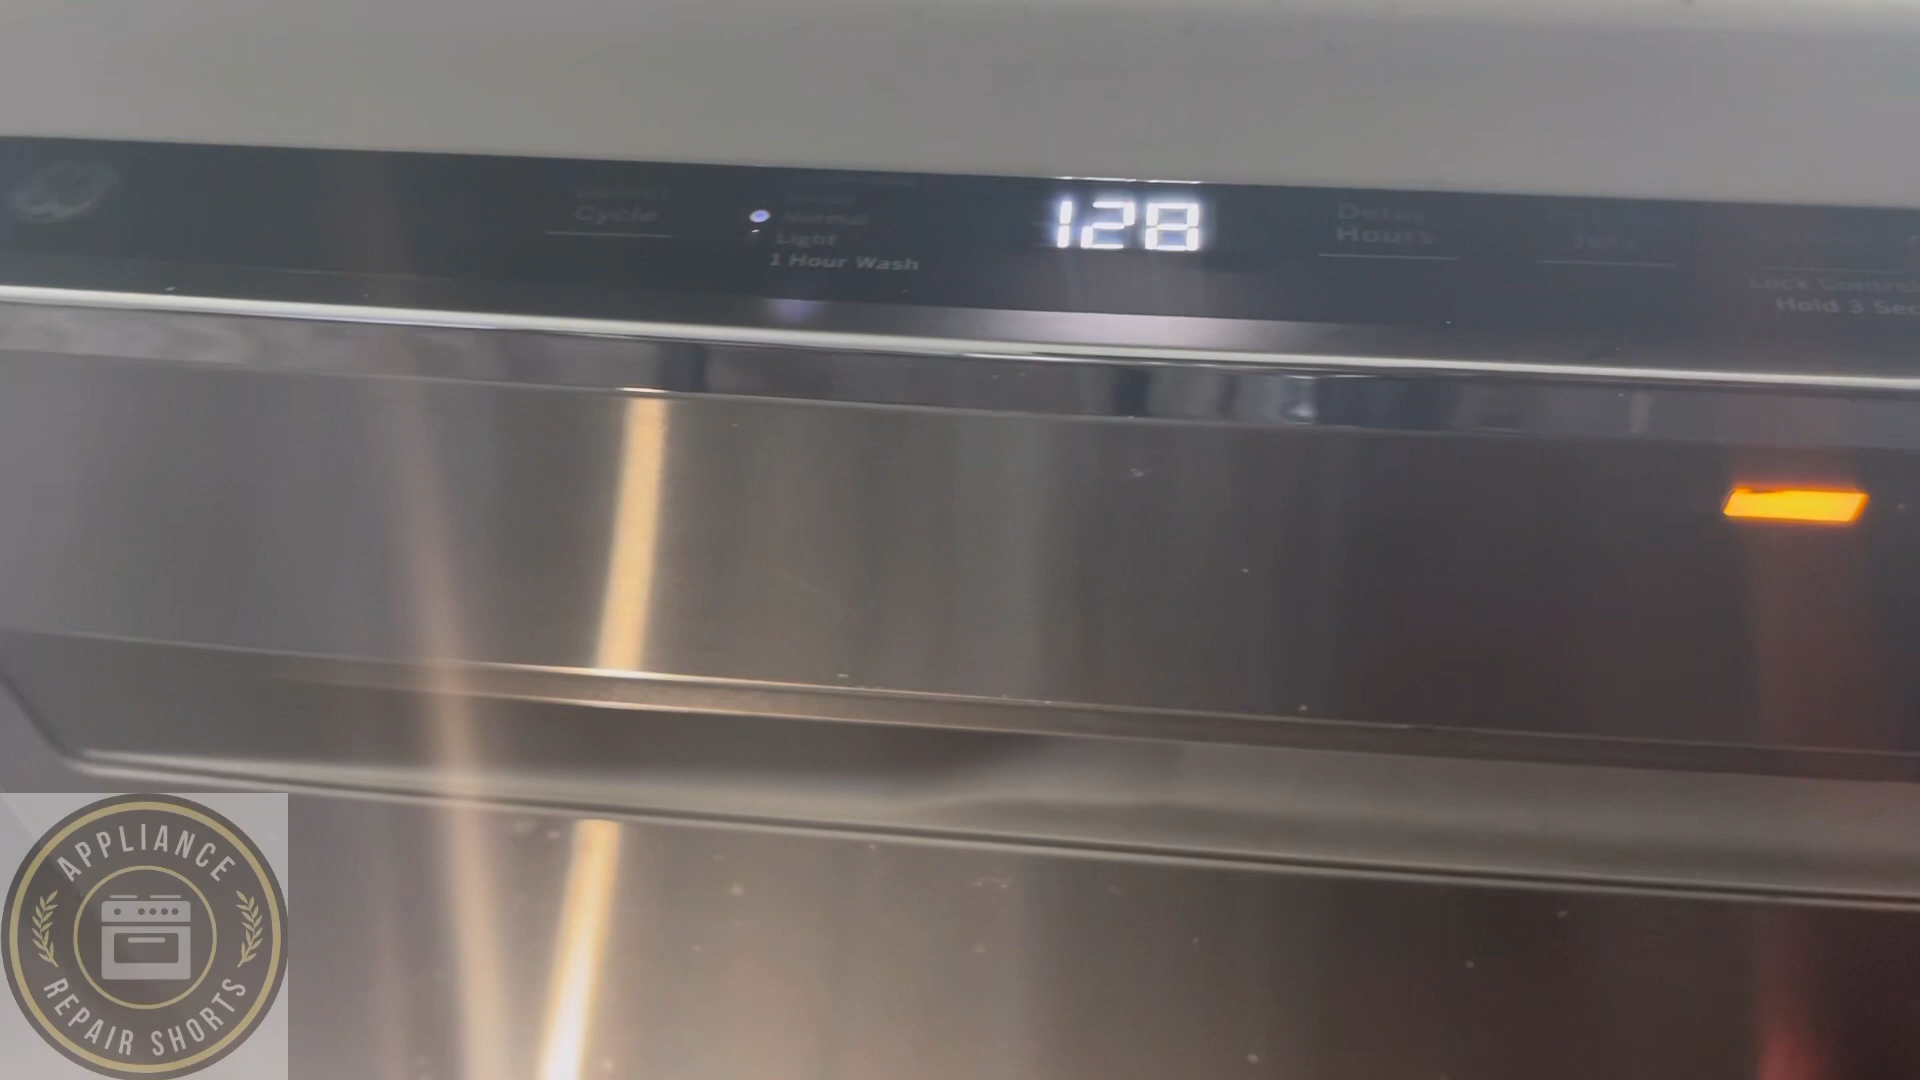 Cycle
Normal
Light
1 Hour Wash
128
Delay
Hours
Lock Controls
Hold 3 Sec
APPLIANCE
REPAIR SHORTS